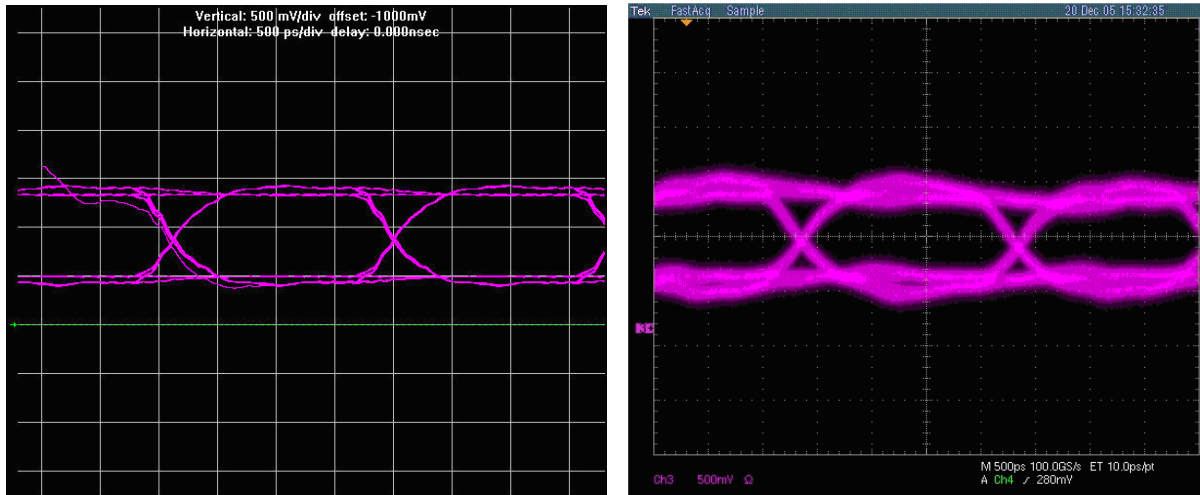 Vertical: 500 mV/div offset: -1000mV
Horizontal: 500 ps/div delay: 0.000nsec
Tek FastAcq Sample 20 Dec 05 15:32:35
M 500ps 100.0GS/s ET 10.0ps/pt
Ch3 500mV Ω A Ch4 ∫ 280mV